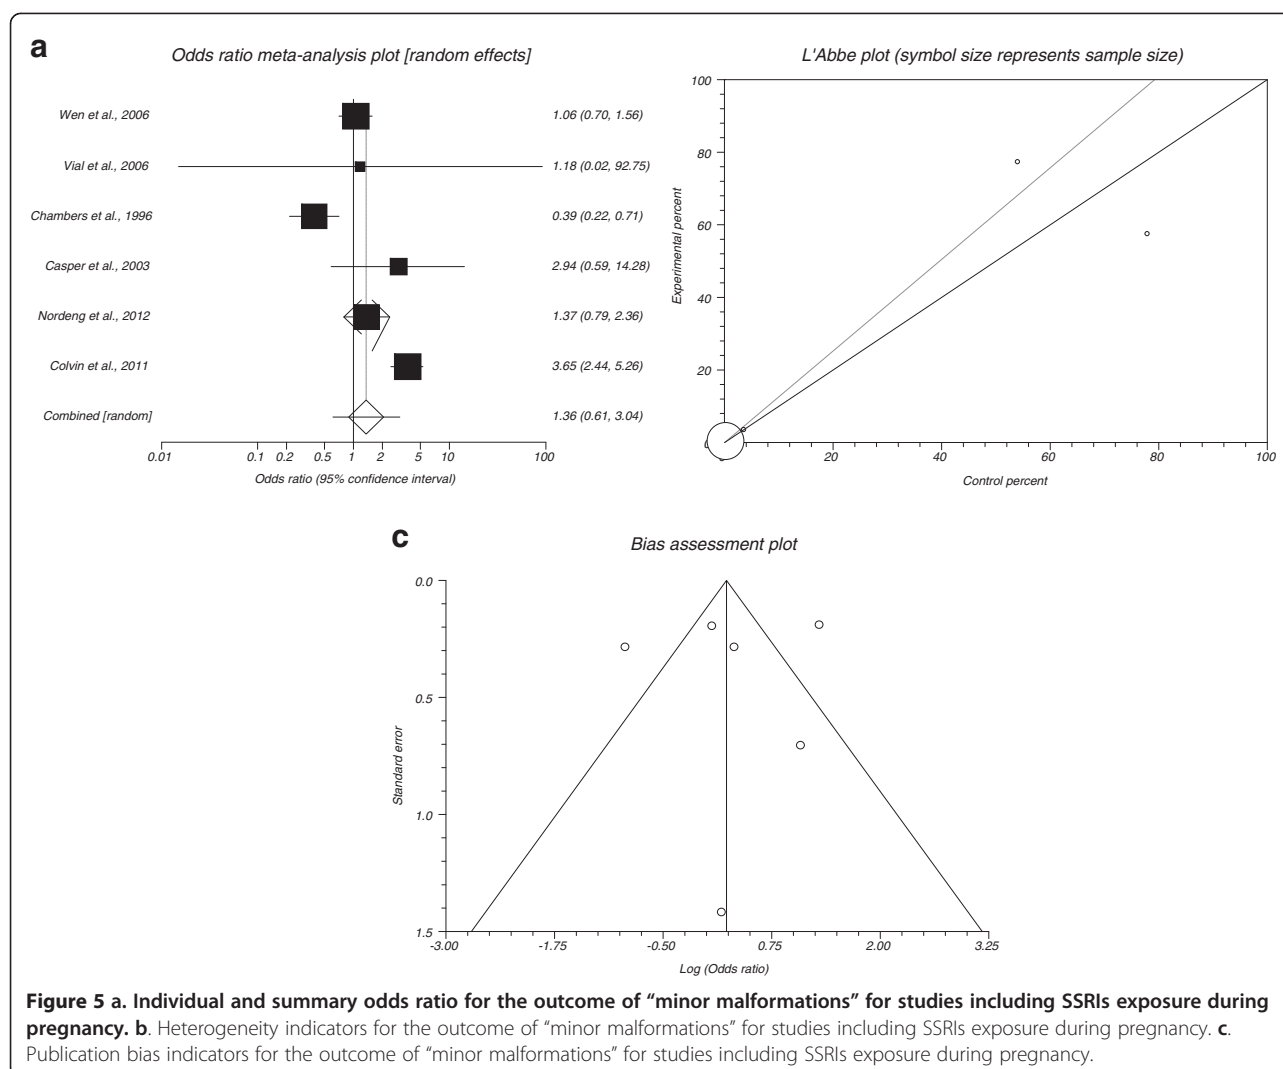 a
Odds ratio meta-analysis plot [random effects]
Wen et al., 2006 1.06 (0.70, 1.56)
Vial et al., 2006 1.18 (0.02, 92.75)
Chambers et al., 1996 0.39 (0.22, 0.71)
Casper et al., 2003 2.94 (0.59, 14.28)
Nordeng et al., 2012 1.37 (0.79, 2.36)
Colvin et al., 2011 3.65 (2.44, 5.26)
Combined [random] 1.36 (0.61, 3.04)
0.01 0.1 0.2 0.5 1 2 5 10 100
Odds ratio (95% confidence interval)
L'Abbe plot (symbol size represents sample size)
Experimental percent
100
80
60
40
20
20 40 60 80 100
Control percent
c
Bias assessment plot
Standard error
0.0
0.5
1.0
1.5
-3.00 -1.75 -0.50 0.75 2.00 3.25
Log (Odds ratio)
Figure 5 a. Individual and summary odds ratio for the outcome of “minor malformations” for studies including SSRIs exposure during
pregnancy. b. Heterogeneity indicators for the outcome of “minor malformations” for studies including SSRIs exposure during pregnancy. c.
Publication bias indicators for the outcome of “minor malformations” for studies including SSRIs exposure during pregnancy.